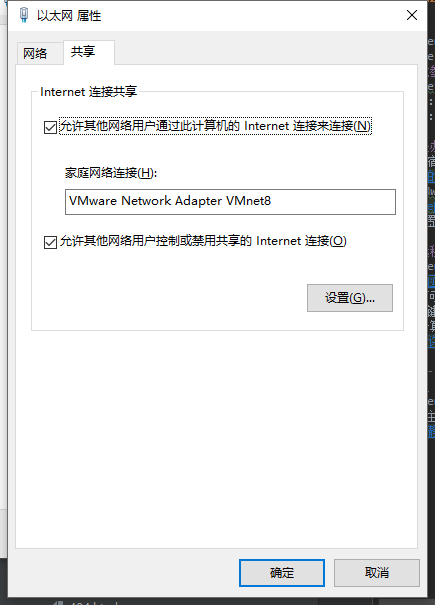 以太网 属性
网络
共享
Internet 连接共享
允许其他网络用户通过此计算机的 Internet 连接来连接(N)
家庭网络连接(H):
VMware Network Adapter VMnet8
允许其他网络用户控制或禁用共享的 Internet 连接(O)
设置(G)...
确定
取消